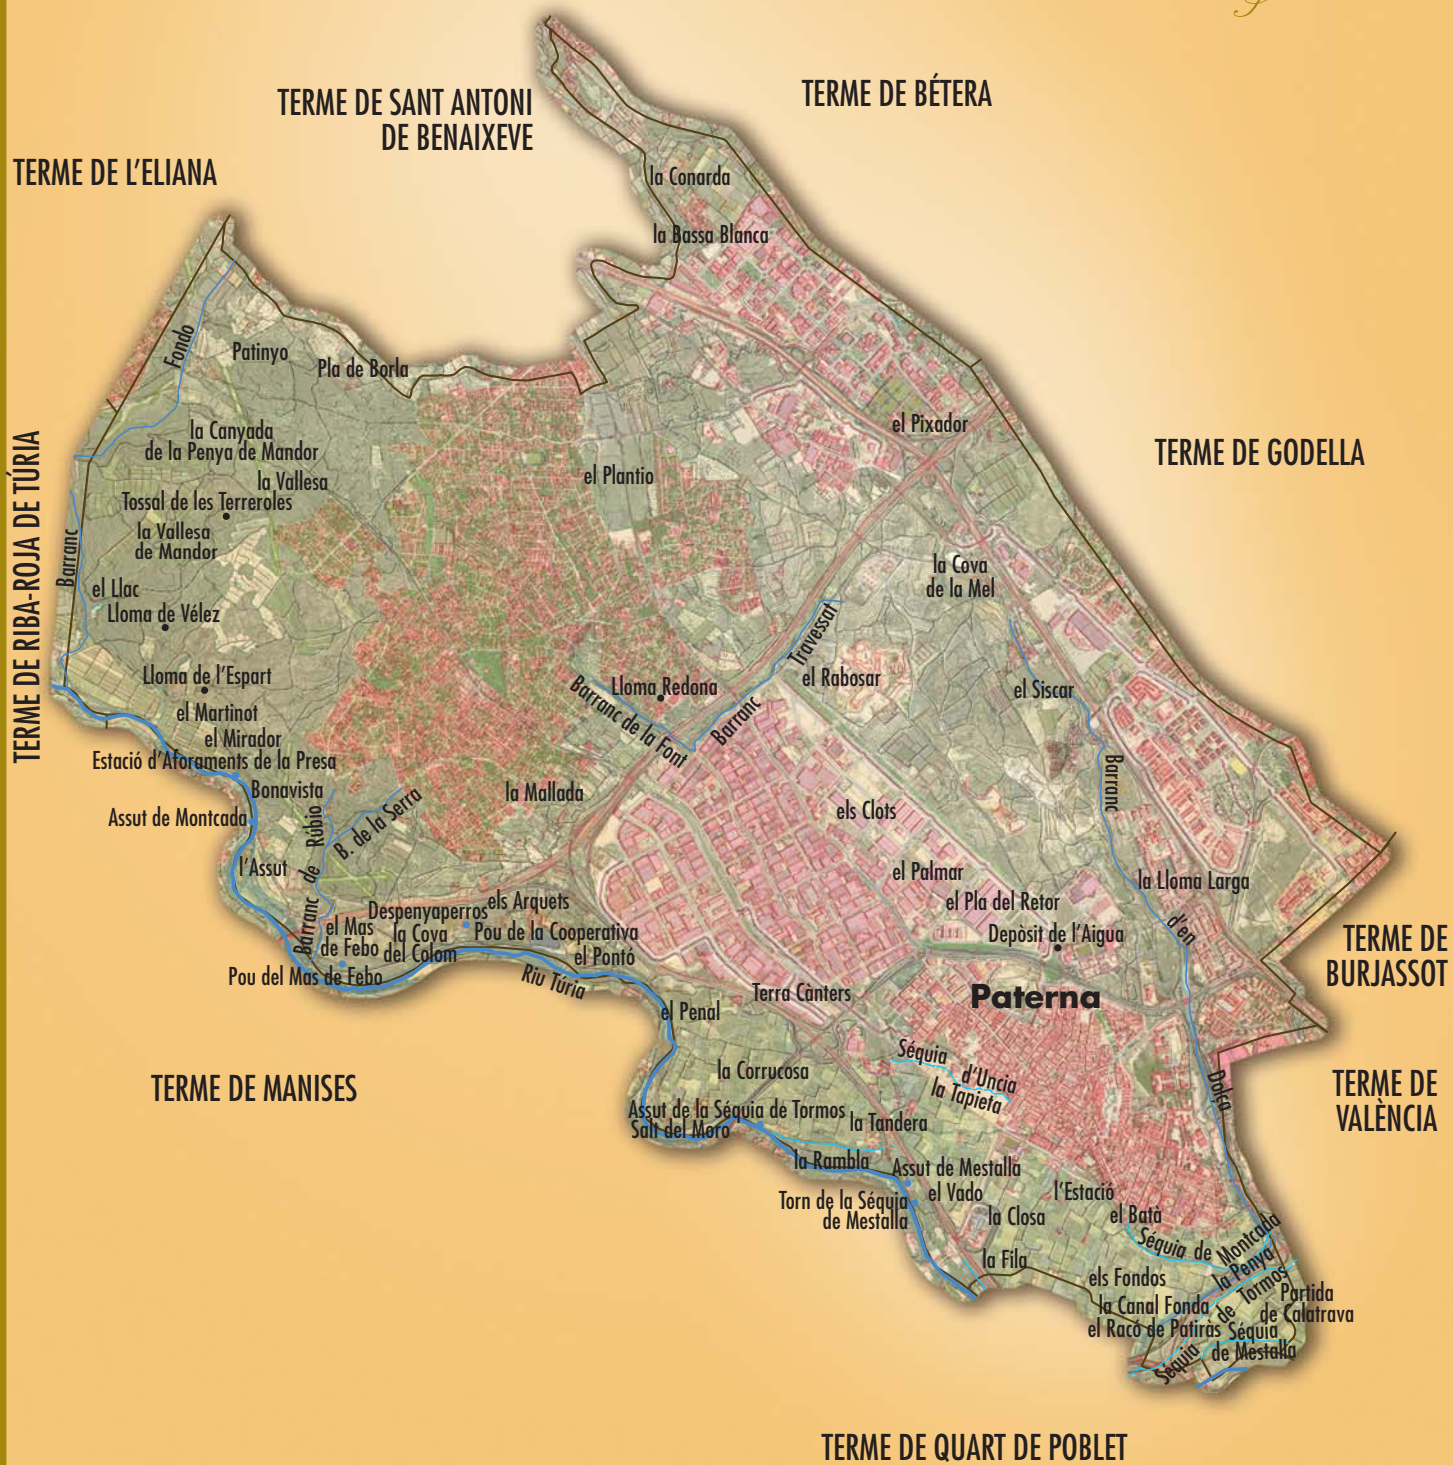 TERME DE SANT ANTONI
DE BENAIXEVE
TERME DE BÉTERA
TERME DE L'ELIANA
la Conarda
la Bassa Blanca
Fondo
Patinyo
Pla de Borla
el Pixador
la Canyada
de la Penya de Mandor
TERME DE GODELLA
TERME DE RIBA-ROJA DE TÚRIA
el Plantio
la Vallesa
Tossal de les Terreroles
la Vallesa
de Mandor
Barranc
el Llac
Lloma de Vélez
la Cova
de la Mel
Travessat
Lloma de l'Espart
Lloma Redona
el Rabosar
el Siscar
Barranc de la Font
Barranc
el Martinot
el Mirador
Estació d'Aforaments de la Presa
Bonavista
Barranc
la Mallada
B. de la Serra
Assut de Montcada
els Clots
Barranc de Rubio
l'Assut
el Palmar
la Lloma Larga
els Arquets
el Pla del Retor
Despenyaperros
el Mas
de Febo
la Cova
del Colom
Pou de la Cooperativa
Depòsit de l'Aigua
d'en
TERME DE
BURJASSOT
el Pontó
Pou del Mas de Febo
Riu Túria
Terra Cànters
Paterna
el Penal
Séquia
d'Uncia
la Corrucosa
la Tapieta
Dolça
TERME DE MANISES
TERME DE
VALÈNCIA
Assut de la Séquia de Tormos
Salt del Moro
la Tandera
la Rambla
Assut de Mestalla
el Vado
l'Estació
Torn de la Séquia
de Mestalla
la Closa
el Batà
Séquia de Montcada
la Fila
la Penya
els Fondos
Séquia de Tormos
Partida
de Calatrava
la Canal Fonda
el Racó de Patiràs
Séquia
de Mestalla
TERME DE QUART DE POBLET